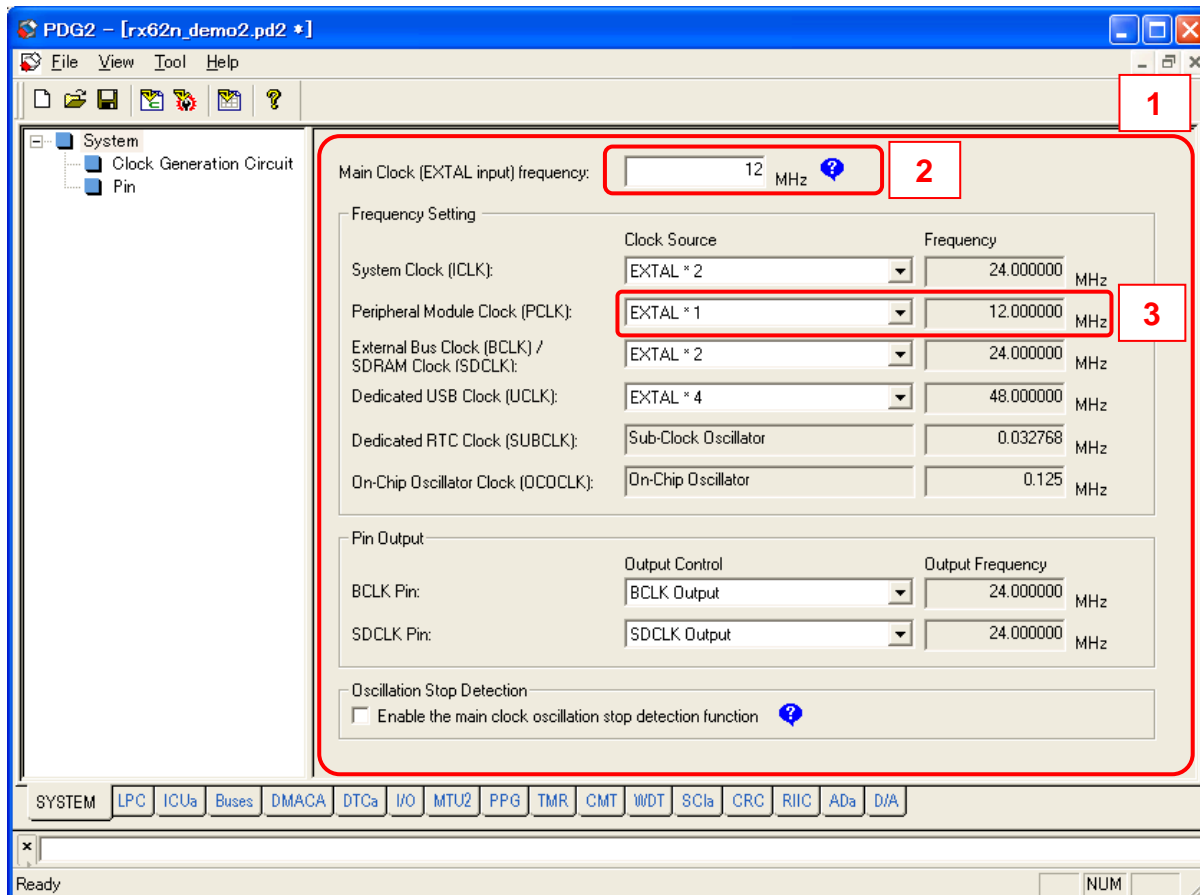 PDG2 – [rx62n_demo2.pd2 *]
File View Tool Help
1
System
Clock Generation Circuit
Pin
Main Clock (EXTAL input) frequency: 12 MHz 2
Frequency Setting
Clock Source Frequency
System Clock (ICLK): EXTAL * 2 24.000000 MHz
Peripheral Module Clock (PCLK): EXTAL * 1 12.000000 MHz 3
External Bus Clock (BCLK) /
SDRAM Clock (SDCLK): EXTAL * 2 24.000000 MHz
Dedicated USB Clock (UCLK): EXTAL * 4 48.000000 MHz
Dedicated RTC Clock (SUBCLK): Sub-Clock Oscillator 0.032768 MHz
On-Chip Oscillator Clock (OCOCLK): On-Chip Oscillator 0.125 MHz
Pin Output
Output Control Output Frequency
BCLK Pin: BCLK Output 24.000000 MHz
SDCLK Pin: SDCLK Output 24.000000 MHz
Oscillation Stop Detection
Enable the main clock oscillation stop detection function
SYSTEM LPC ICUa Buses DMACA DTCa I/O MTU2 PPG TMR CMT WDT SCIa CRC RIIC ADa D/A
Ready NUM